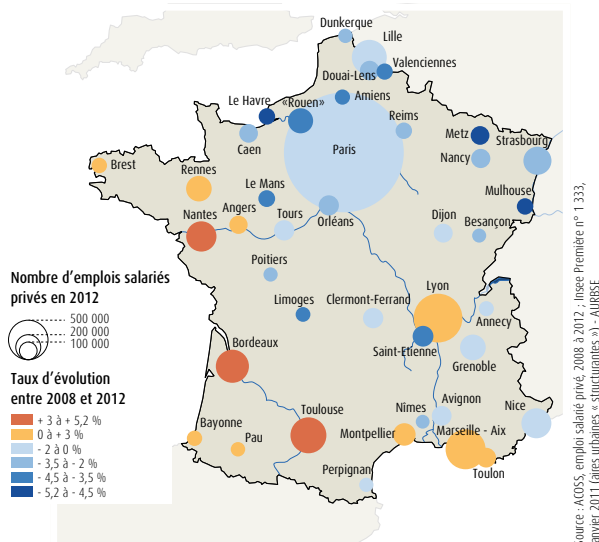 Dunkerque
Lille
Valenciennes
Douai-Lens
Amiens
Le Havre
«Rouen»
Reims
Metz
Strasbourg
Caen
Paris
Nancy
Brest
Rennes
Le Mans
Mulhouse
Nantes
Angers
Tours
Orléans
Dijon
Besançon
Poitiers
Nombre d'emplois salariés
privés en 2012
500 000
200 000
100 000
Limoges
Clermont-Ferrand
Lyon
Annecy
Saint-Etienne
Grenoble
Bordeaux
Taux d'évolution
entre 2008 et 2012
+ 3 à + 5,2 %
0 à + 3 %
- 2 à 0 %
- 3,5 à - 2 %
- 4,5 à - 3,5 %
- 5,2 à - 4,5 %
Bayonne
Pau
Toulouse
Montpellier
Nîmes
Avignon
Marseille - Aix
Nice
Toulon
Perpignan
Source : ACOSS, emploi salarié privé, 2008 à 2012 ; Insee Première n° 1 333,
janvier 2011 (aires urbaines « structurantes ») - AURBSE